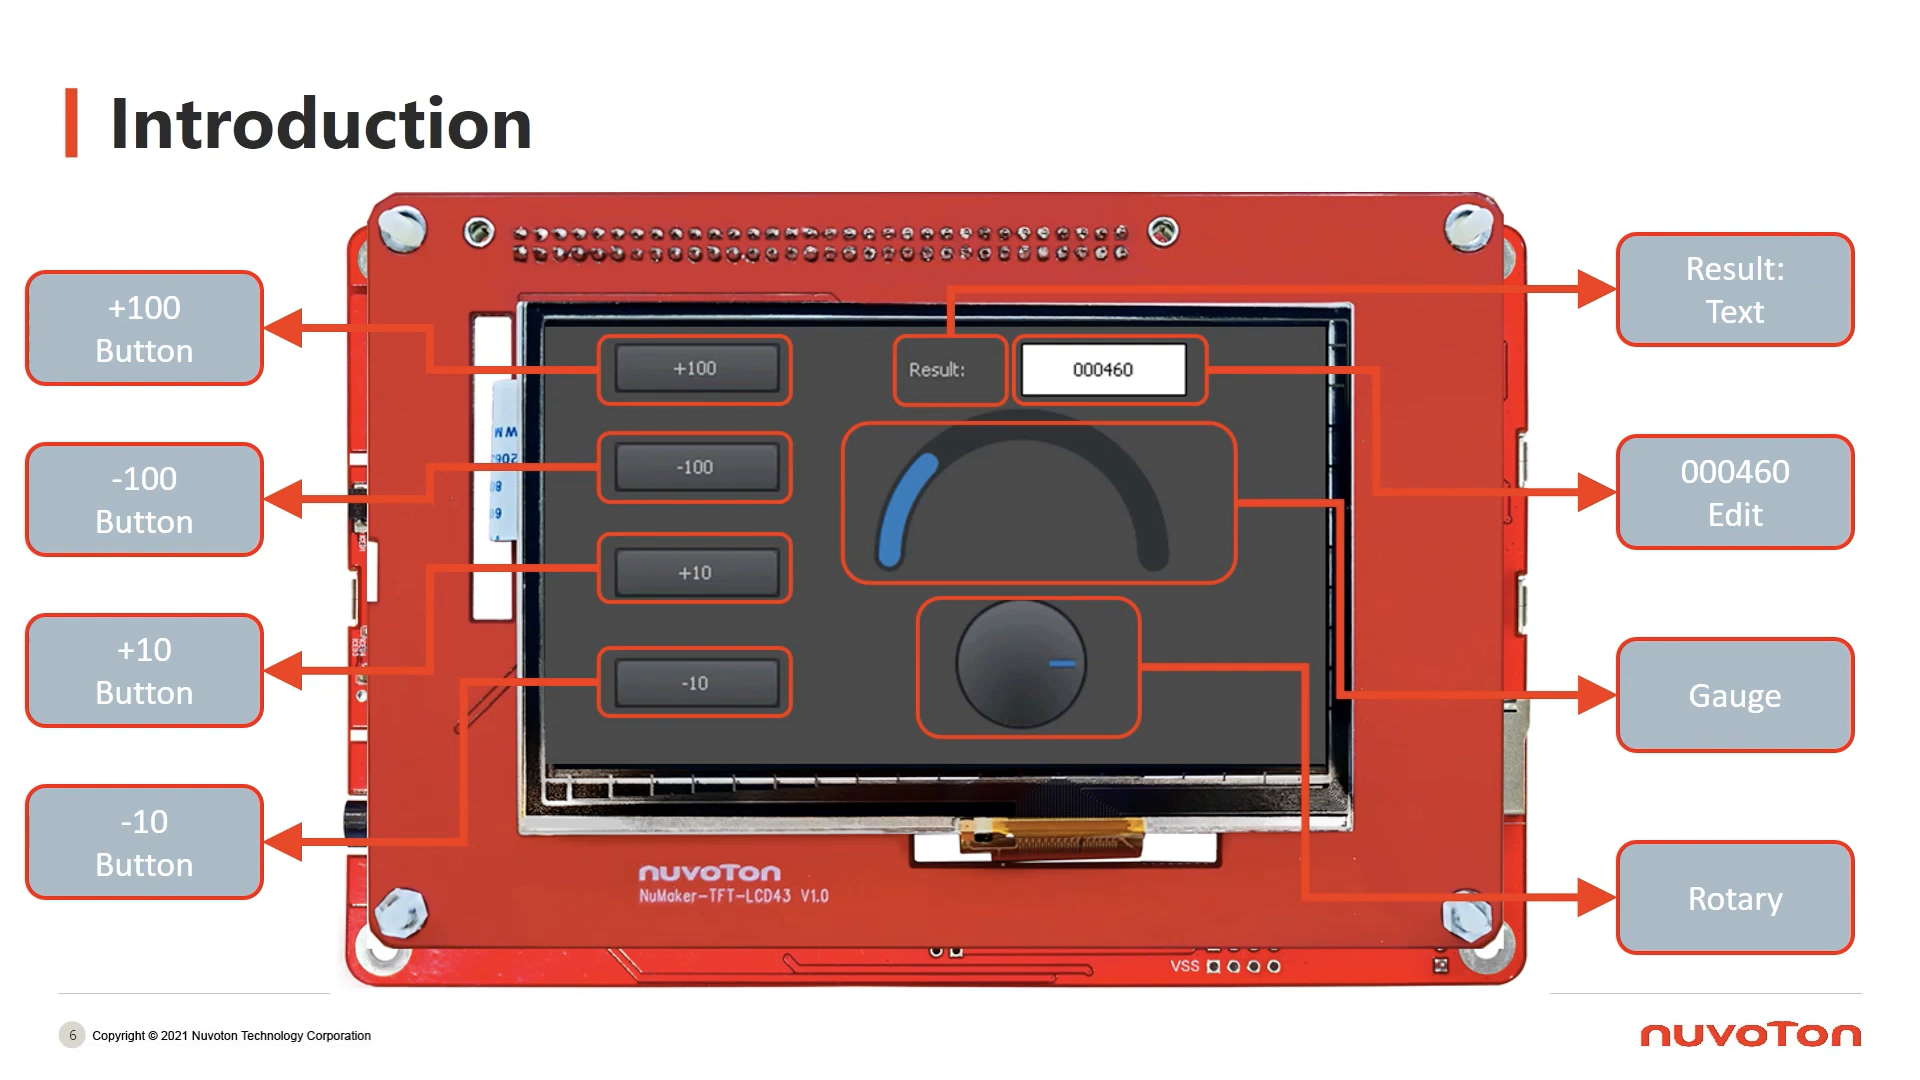 Introduction
+100
Button
-100
Button
+10
Button
-10
Button
+100
-100
+10
-10
Result:
000460
nuvoTon
NuMaker-TFT-LCD43 V1.0
VSS
Result:
Text
000460
Edit
Gauge
Rotary
6
Copyright © 2021 Nuvoton Technology Corporation
nuvoTon